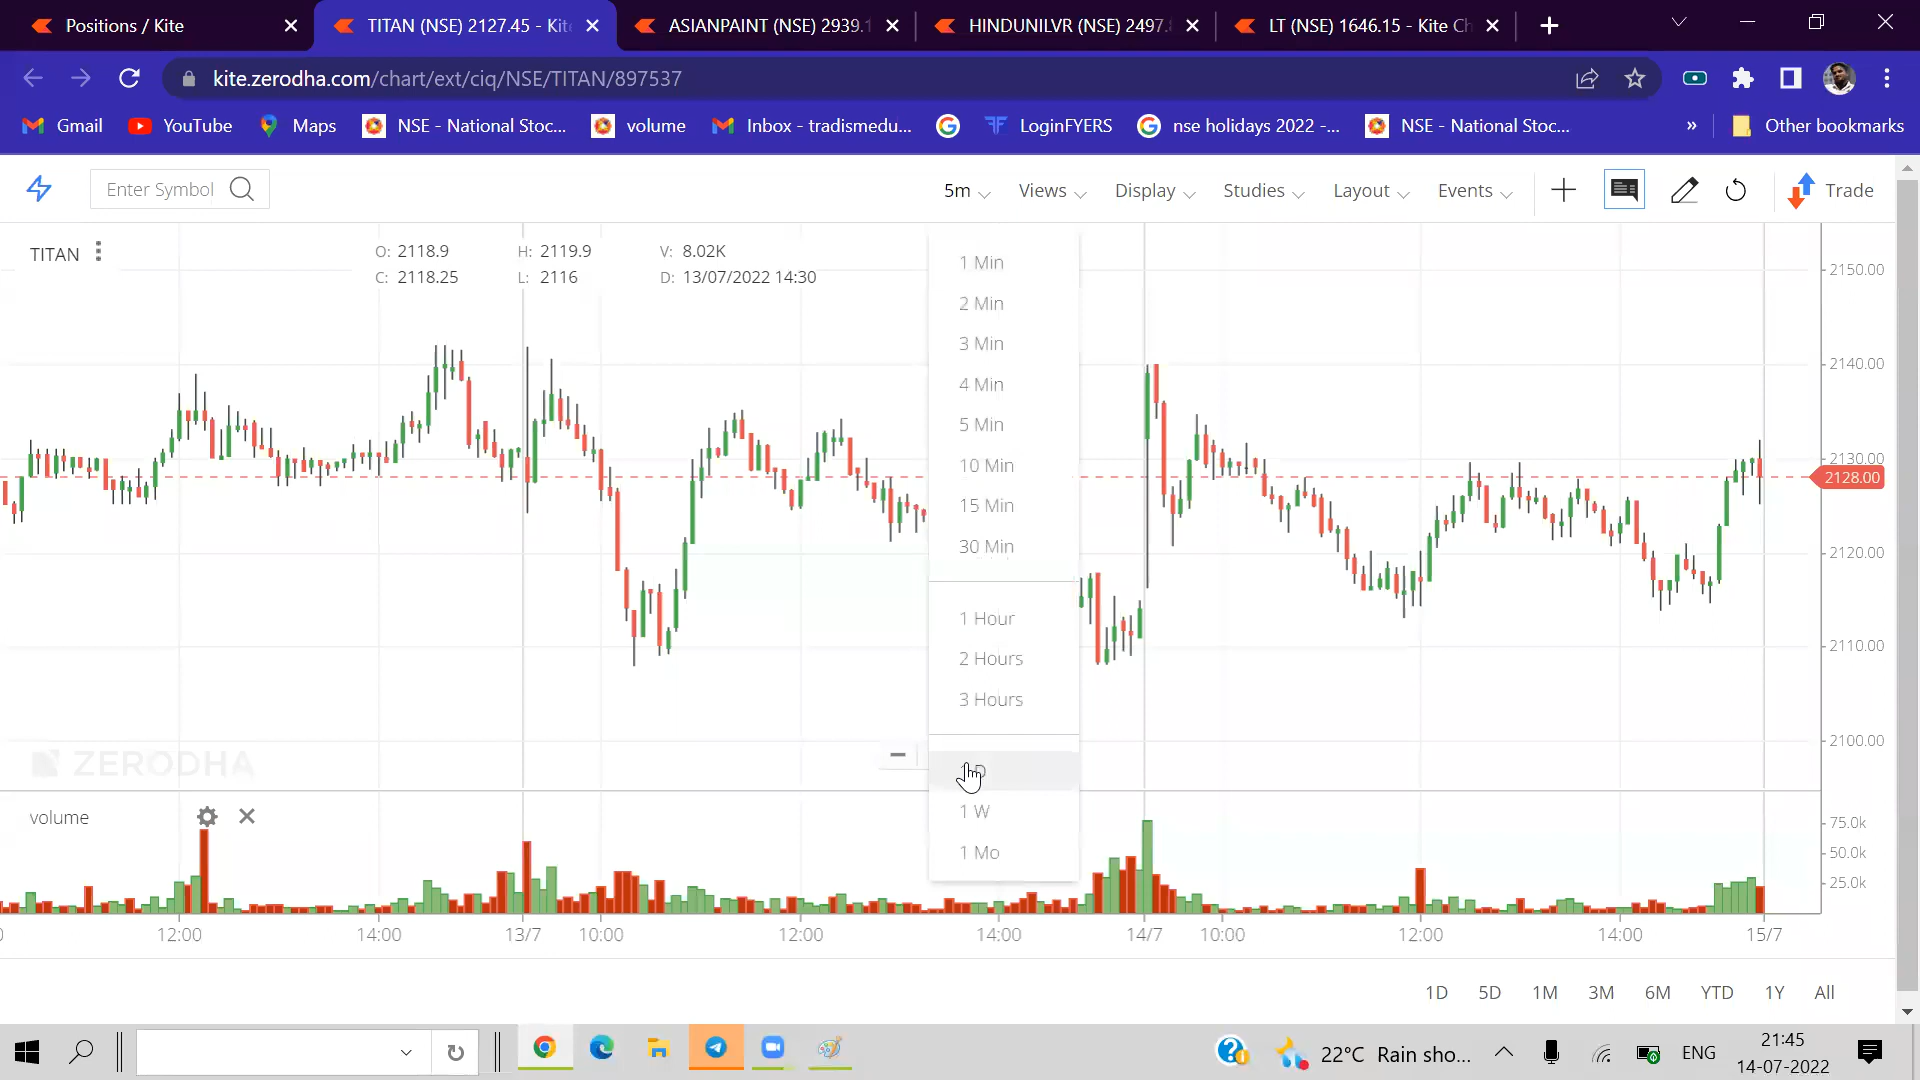 Positions / Kite
TITAN (NSE) 2127.45 - Kite
ASIANPAINT (NSE) 2939.1
HINDUNILVR (NSE) 2497.
LT (NSE) 1646.15 - Kite Ch
kite.zerodha.com/chart/ext/ciq/NSE/TITAN/897537
Gmail
YouTube
Maps
NSE - National Stoc...
volume
Inbox - tradismedu...
LoginFYERS
nse holidays 2022 -...
NSE - National Stoc...
»
Other bookmarks
Enter Symbol
5m
Views
Display
Studies
Layout
Events
Trade
TITAN
O: 2118.9
H: 2119.9
V: 8.02K
C: 2118.25
L: 2116
D: 13/07/2022 14:30
1 Min
2 Min
3 Min
4 Min
5 Min
10 Min
15 Min
30 Min
1 Hour
2 Hours
3 Hours
1 W
1 Mo
2150.00
2140.00
2130.00
2128.00
2120.00
2110.00
2100.00
ZERODHA
volume
75.0k
50.0k
25.0k
12:00
14:00
13/7
10:00
12:00
14:00
14/7
10:00
12:00
14:00
15/7
1D
5D
1M
3M
6M
YTD
1Y
All
22°C Rain sho...
ENG
21:45
14-07-2022